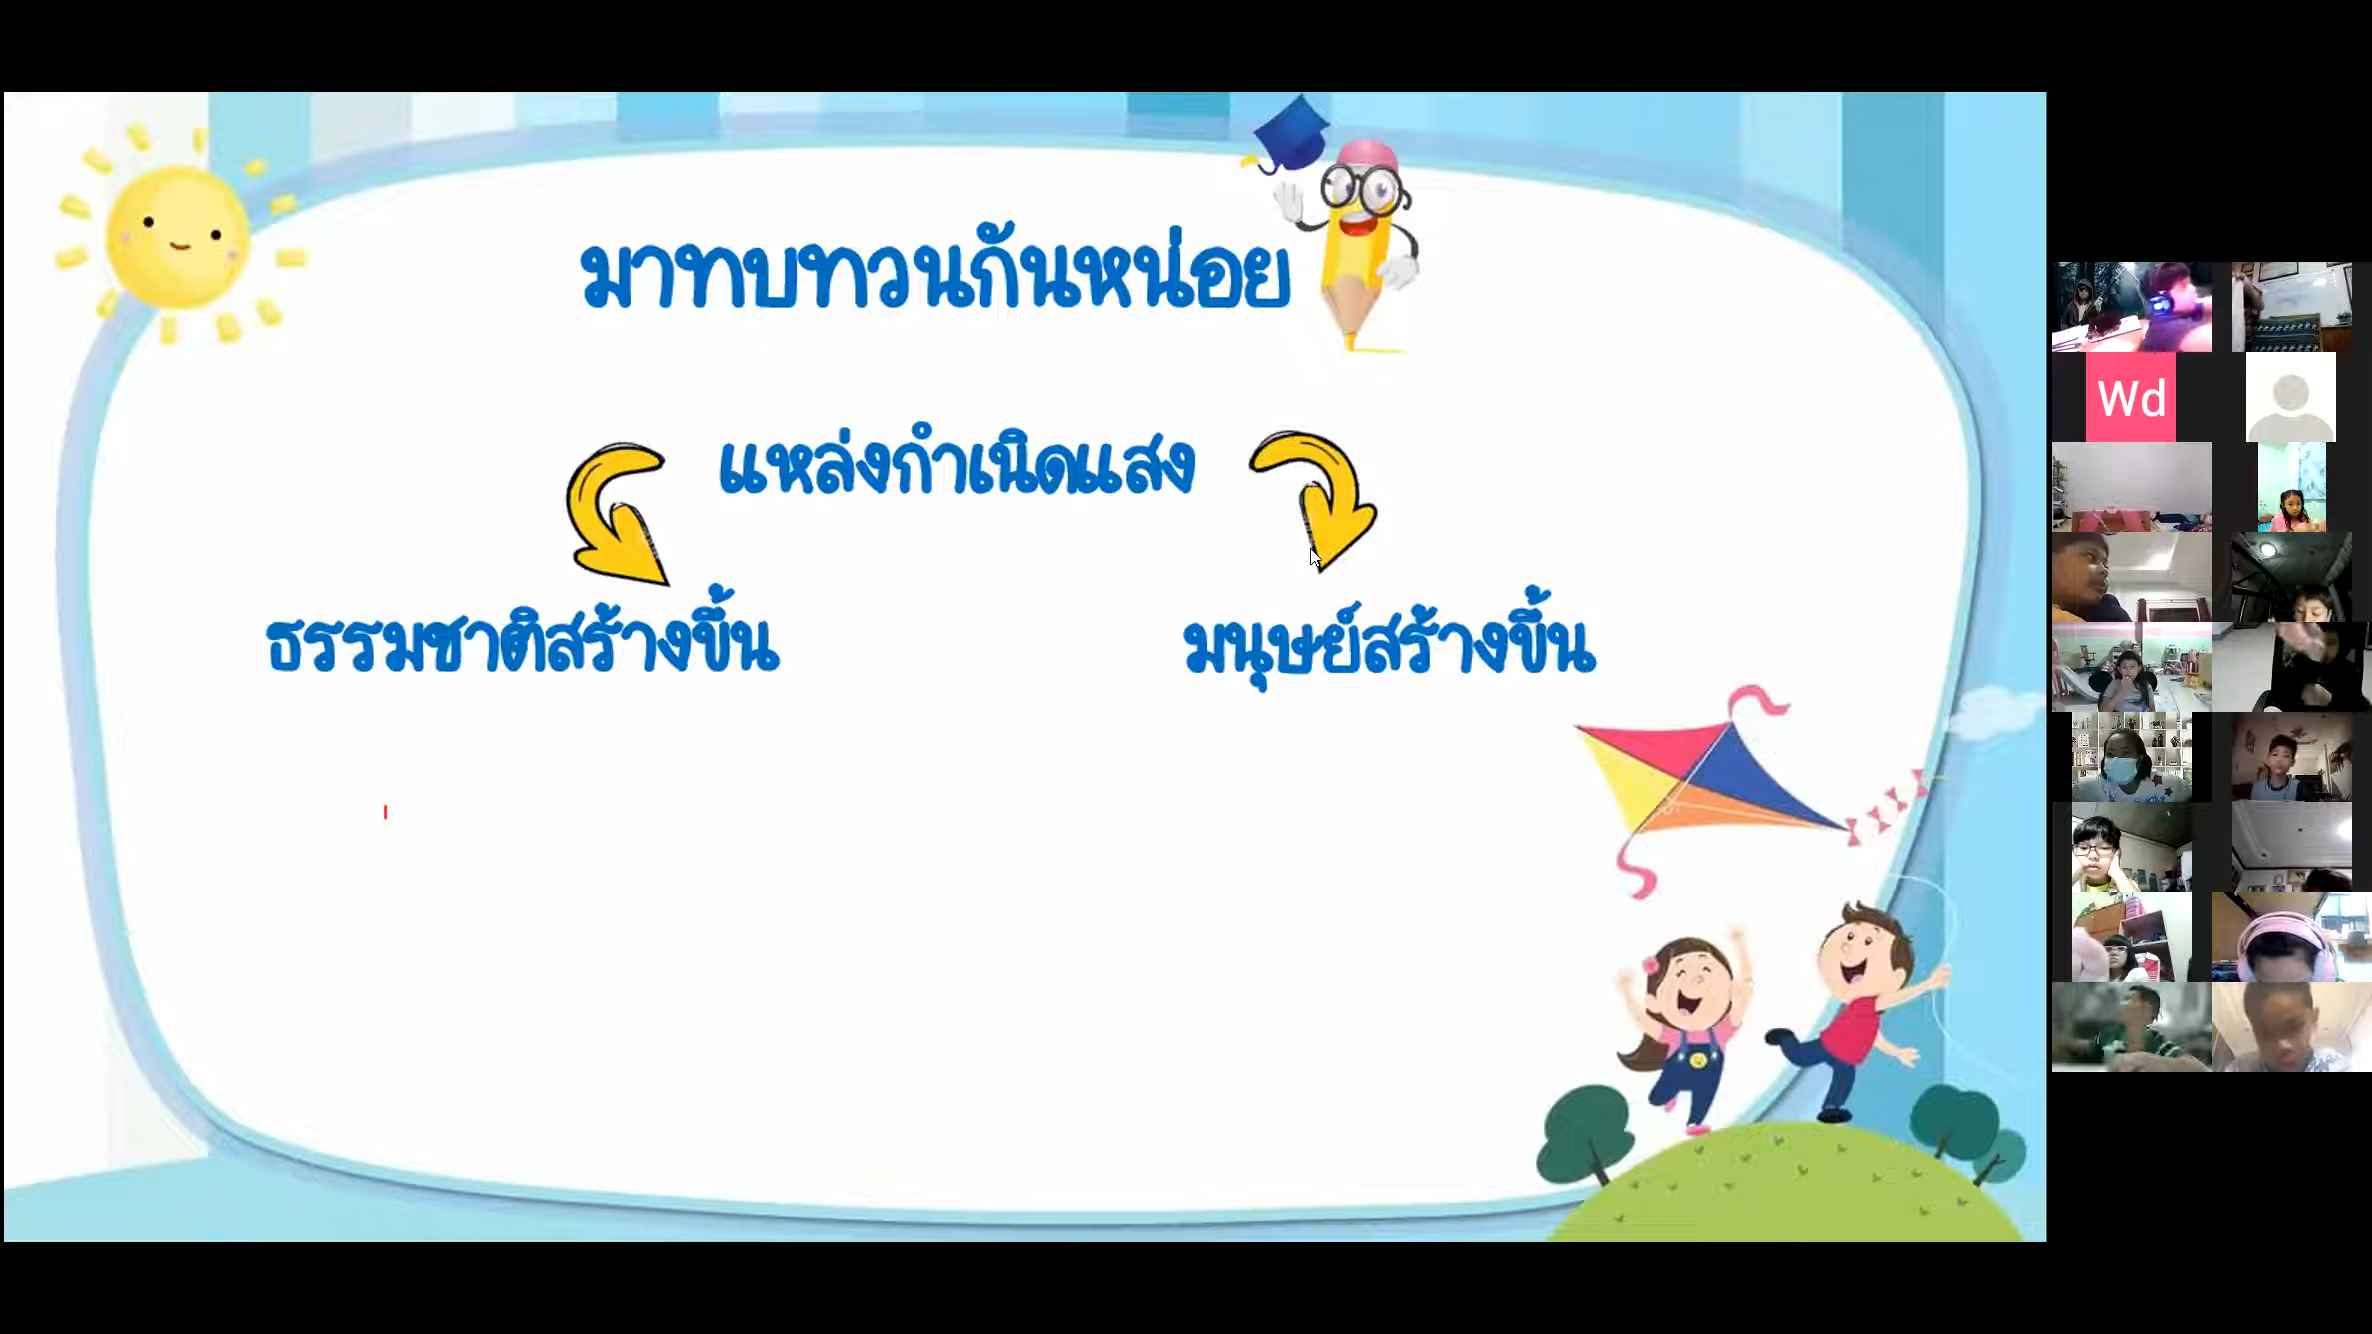 มาทบทวนกันหน่อย
แหล่งกำเนิดแสง
ธรรมชาติสร้างขึ้น
มนุษย์สร้างขึ้น
Wd